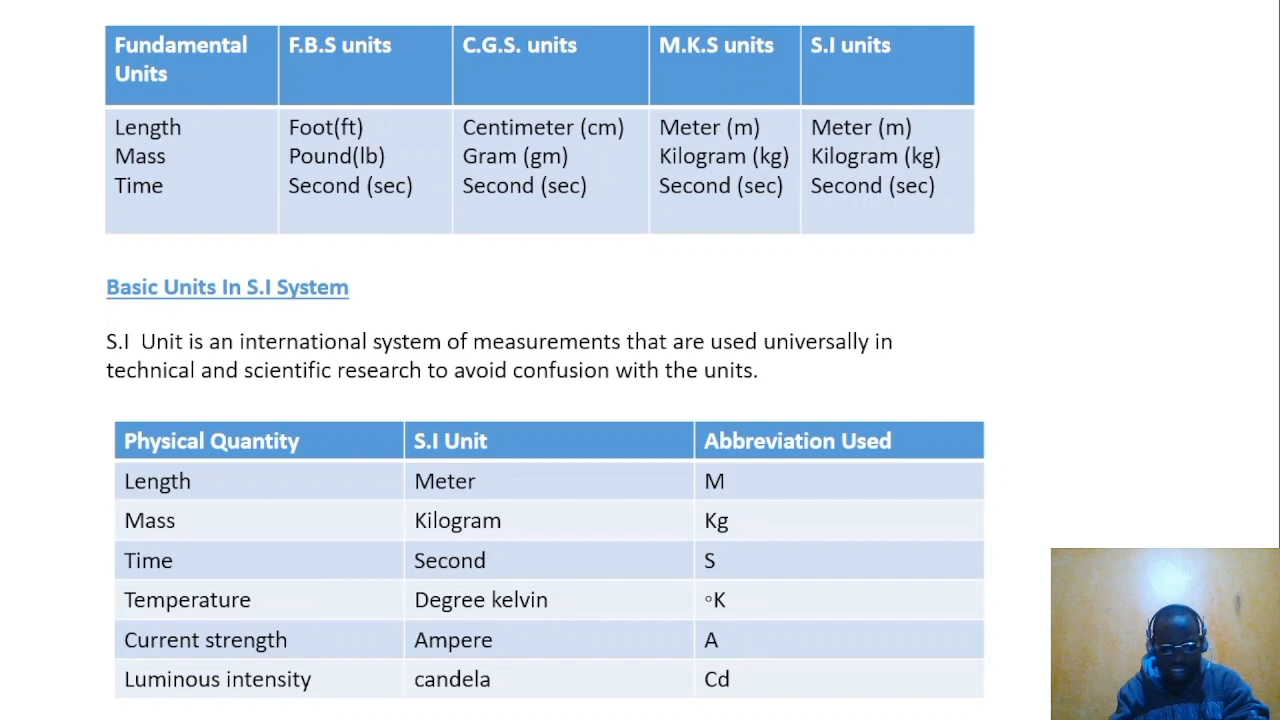 Fundamental Units F.B.S units C.G.S. units M.K.S units S.I units
Length Foot(ft) Centimeter (cm) Meter (m) Meter (m)
Mass Pound(lb) Gram (gm) Kilogram (kg) Kilogram (kg)
Time Second (sec) Second (sec) Second (sec) Second (sec)
Basic Units In S.I System
S.I Unit is an international system of measurements that are used universally in
technical and scientific research to avoid confusion with the units.
Physical Quantity S.I Unit Abbreviation Used
Length Meter M
Mass Kilogram Kg
Time Second S
Temperature Degree kelvin °K
Current strength Ampere A
Luminous intensity candela Cd